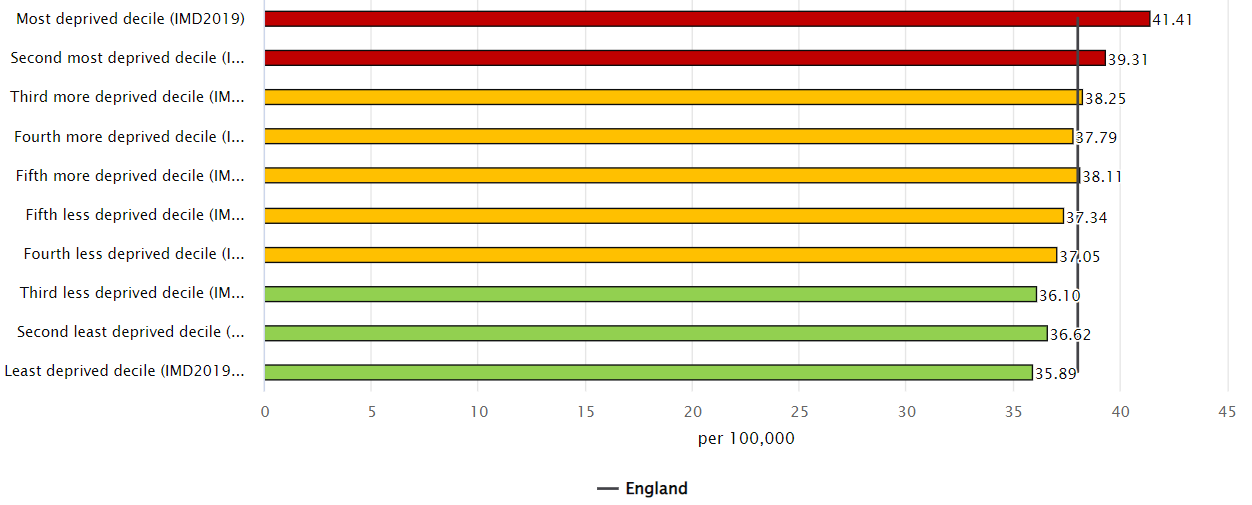 Most deprived decile (IMD2019) 41.41
Second most deprived decile (I... 39.31
Third more deprived decile (IM... 38.25
Fourth more deprived decile (I... 37.79
Fifth more deprived decile (IM... 38.11
Fifth less deprived decile (IM... 37.34
Fourth less deprived decile (I... 37.05
Third less deprived decile (IM... 36.10
Second least deprived decile (... 36.62
Least deprived decile (IMD2019... 35.89
0 5 10 15 20 25 30 35 40 45
per 100,000
England